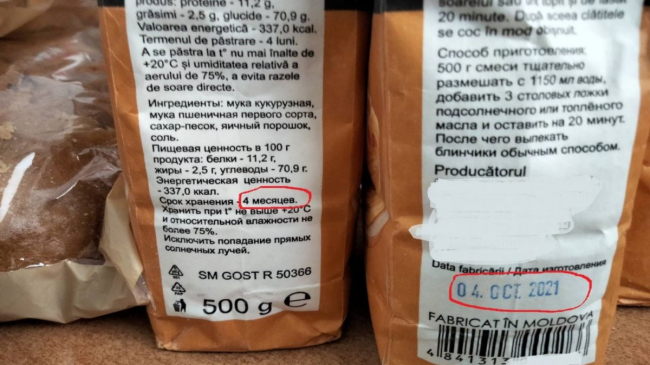 produs: proteine - 11,2 g,
grăsimi - 2,5 g, glucide - 70,9 g.
Valoarea energetică - 337,0 kcal.
Termenul de păstrare - 4 luni.
A se păstra la t° nu mai înalte de
+20°C și umiditatea relativă a
aerului de 75%, a evita razele
de soare directe.
Ингредиенты: мука кукурузная,
мука пшеничная первого сорта,
сахар-песок, яичный порошок,
соль.
Пищевая ценность в 100 г
продукта: белки - 11,2 г,
жиры - 2,5 г, углеводы - 70,9 г.
Энергетическая ценность
- 337,0 ккал.
Срок хранения - 4 месяцев.
Хранить при t° не выше +20°C
и относительной влажности не
более 75%.
Исключить попадание прямых
солнечных лучей.
SM GOST R 50366
500 g e
20 minute. După aceea clătitele
se coc în mod obișnuit.
Способ приготовления:
500 г смеси тщательно
размешать с 1150 мл воды,
добавить 3 столовых ложки
подсолнечного или топлёного
масла и оставить на 20 минут.
После чего выпекать
блинчики обычным способом.
Producătorul
Data fabricării / Дата изготовления
04. OCT 2021
FABRICAT ÎN MOLDOVA
4 841313